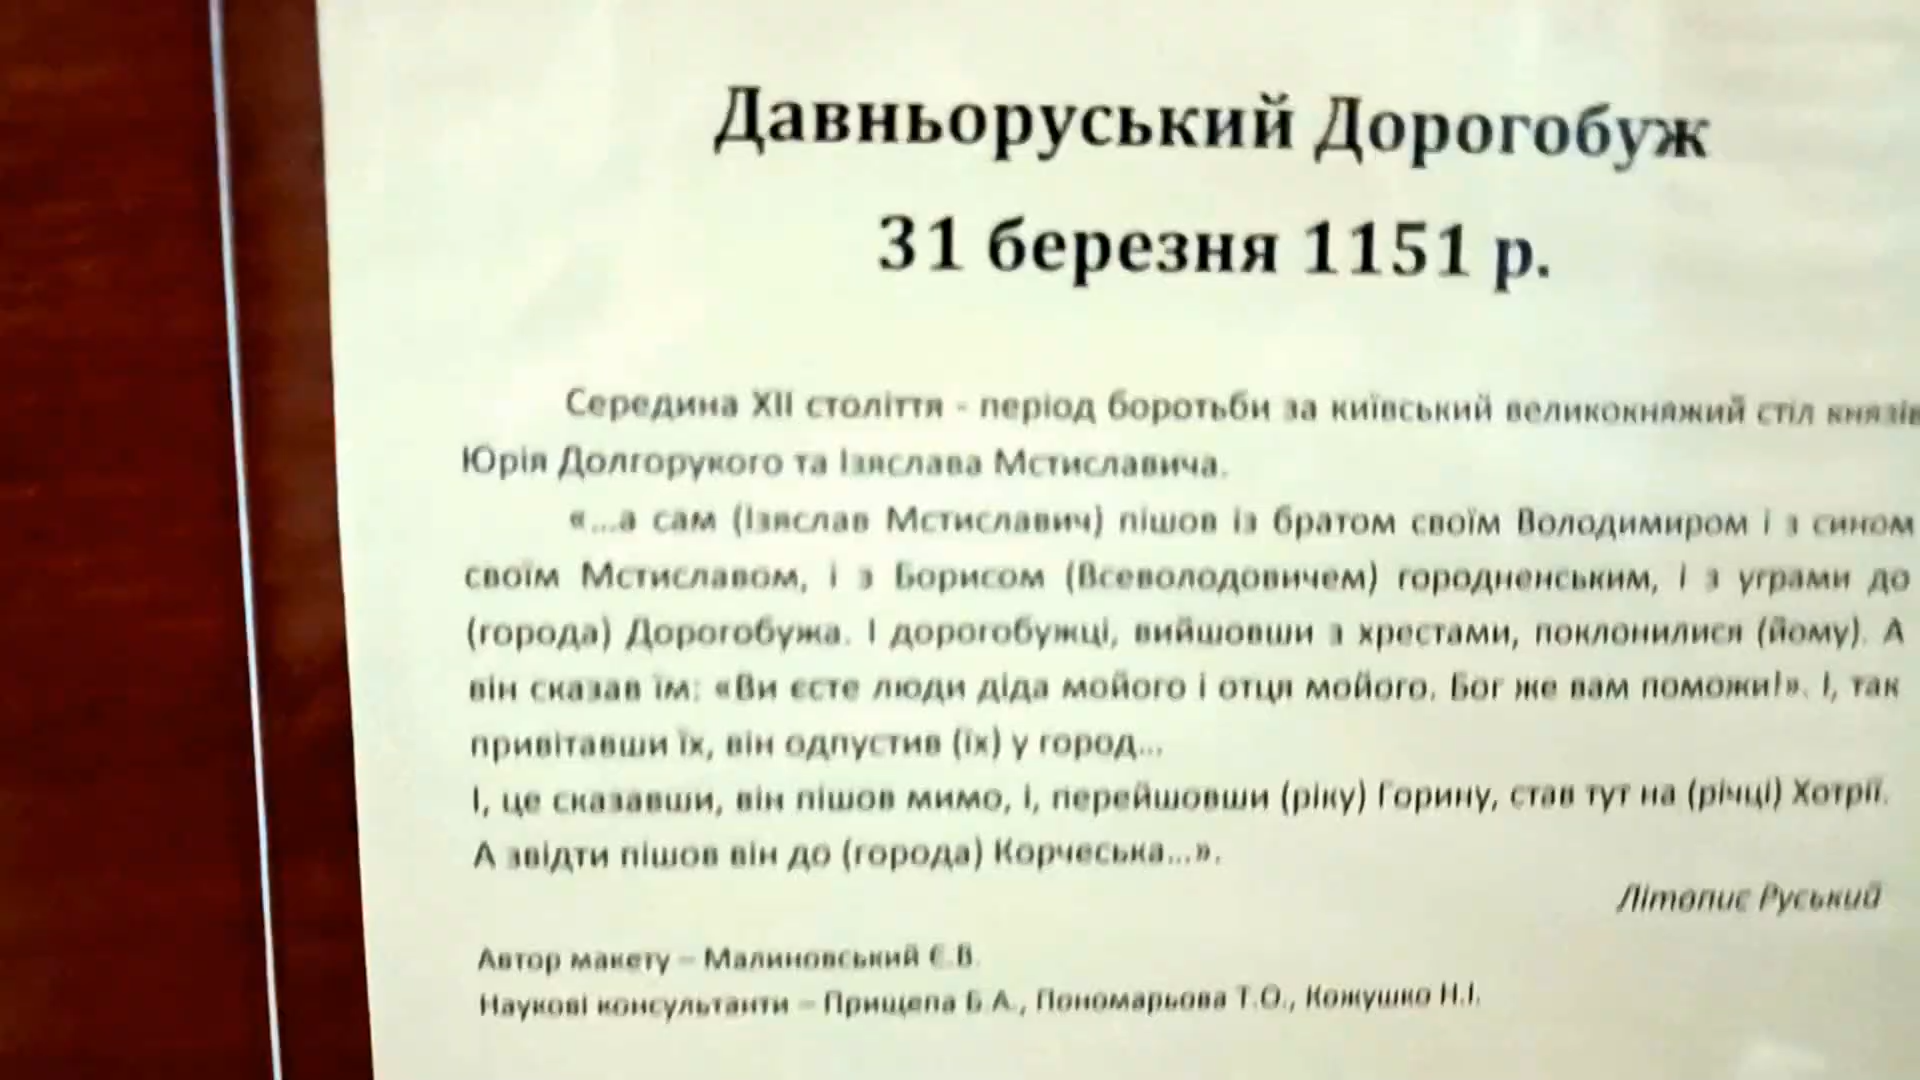 Давньоруський Дорогобуж
31 березня 1151 р.
Середина XII століття - період боротьби за київський великокняжий стіл князів
Юрія Долгорукого та Ізяслава Мстиславича.
«...а сам (Ізяслав Мстиславич) пішов із братом своїм Володимиром і з сином
своїм Мстиславом, і з Борисом (Всеволодовичем) городненським, і з уграми до
(города) Дорогобужа. І дорогобужці, вийшовши з хрестами, поклонилися (йому). А
він сказав їм: «Ви єсте люди діда мойого і отця мойого. Бог же вам поможи!». І, так
привітавши їх, він одпустив (їх) у город...
І, це сказавши, він пішов мимо, і, перейшовши (ріку) Горину, став тут на (річці) Хотрії.
А звідти пішов він до (города) Корчеська...».
Літопис Руський
Автор макету – Малиновський Є.В.
Наукові консультанти – Прищепа Б.А., Пономарьова Т.О., Кожушко Н.І.